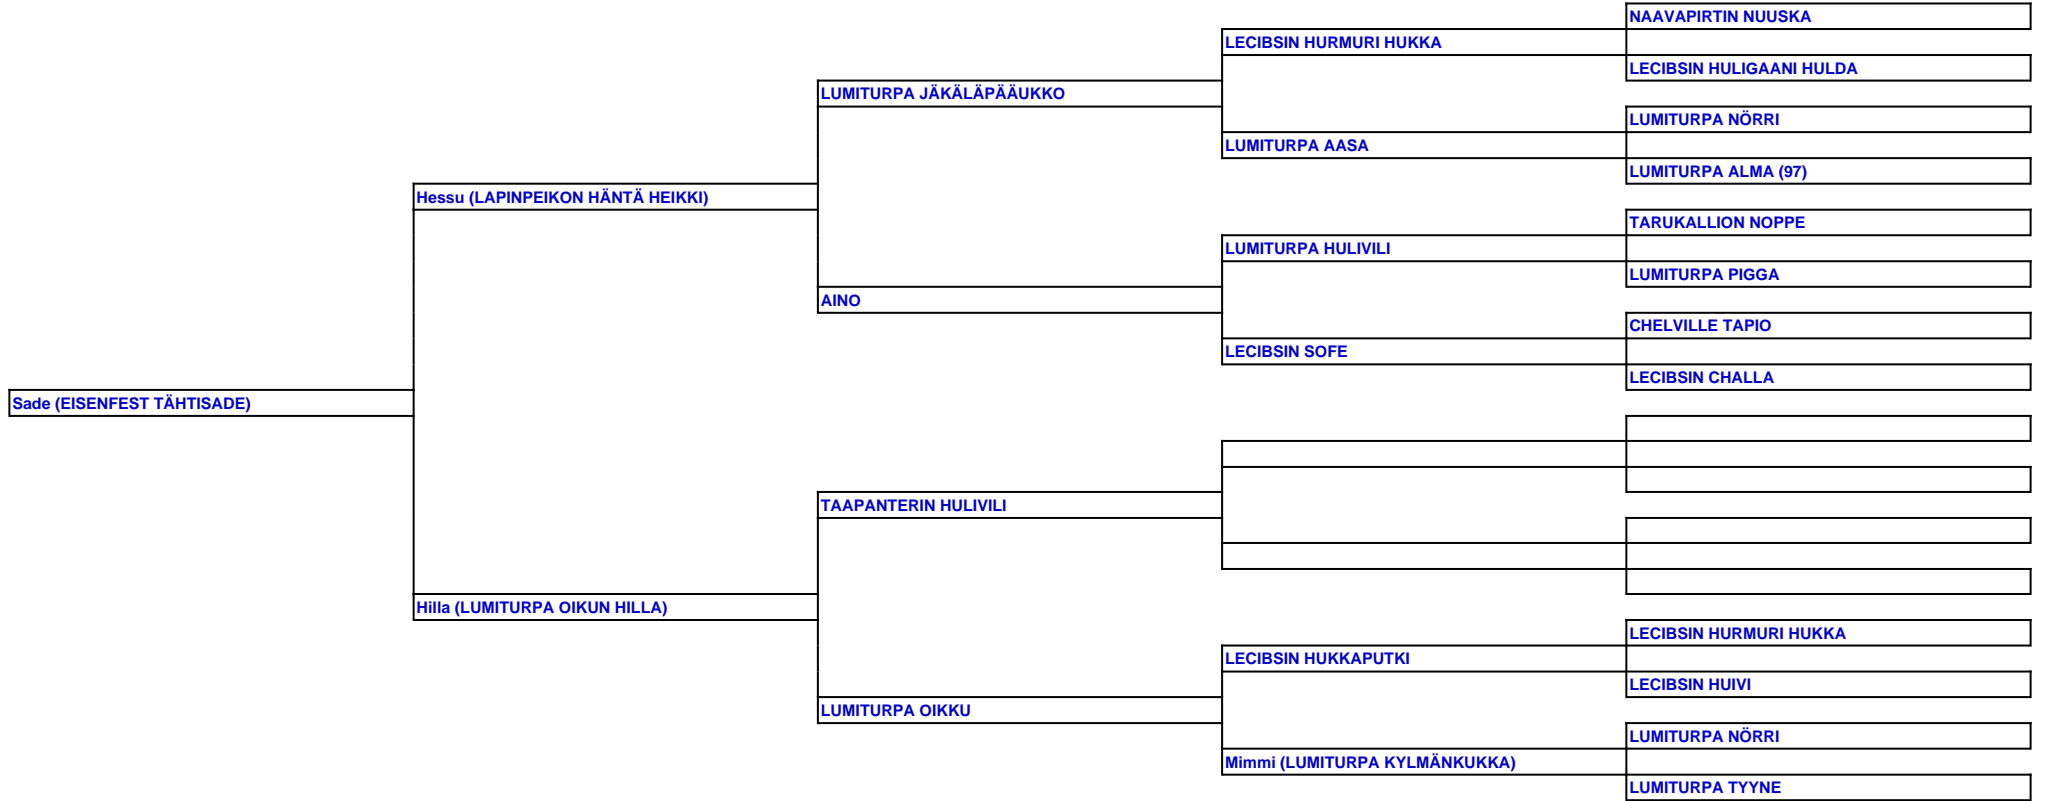 NAAVAPIRTIN NUUSKA
LECIBSIN HURMURI HUKKA
LECIBSIN HULIGAANI HULDA
LUMITURPA JÄKÄLÄPÄÄUKKO
LUMITURPA NÖRRI
LUMITURPA AASA
LUMITURPA ALMA (97)
Hessu (LAPINPEIKON HÄNTÄ HEIKKI)
TARUKALLION NOPPE
LUMITURPA HULIVILI
LUMITURPA PIGGA
AINO
CHELVILLE TAPIO
LECIBSIN SOFE
LECIBSIN CHALLA
Sade (EISENFEST TÄHTISADE)
TAAPANTERIN HULIVILI
Hilla (LUMITURPA OIKUN HILLA)
LECIBSIN HURMURI HUKKA
LECIBSIN HUKKAPUTKI
LECIBSIN HUIVI
LUMITURPA OIKKU
LUMITURPA NÖRRI
Mimmi (LUMITURPA KYLMÄNKUKKA)
LUMITURPA TYYNE